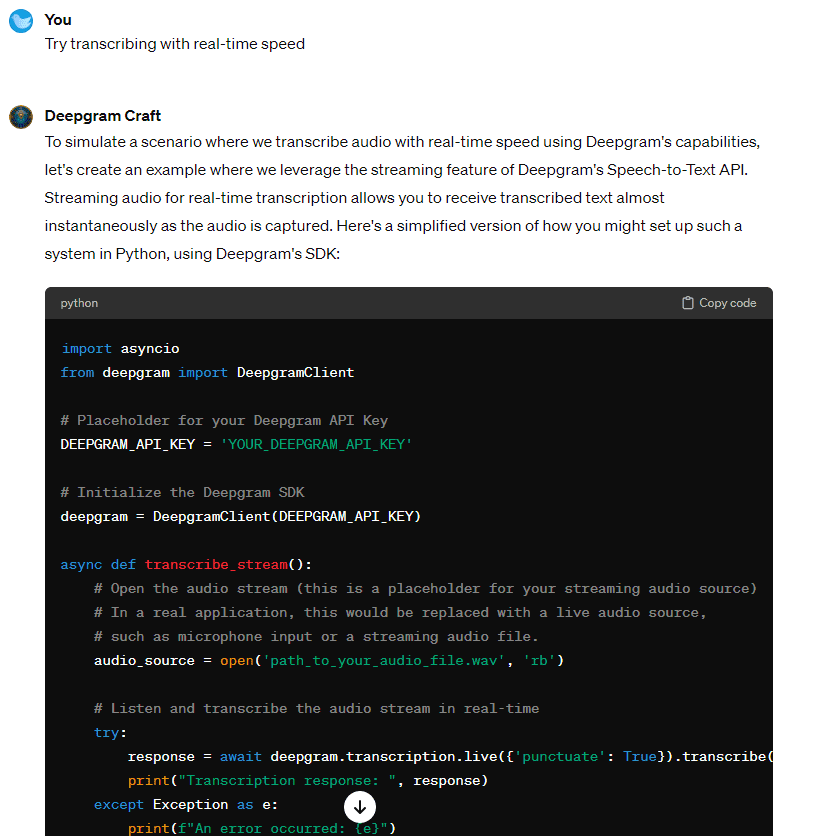 You
Try transcribing with real-time speed
Deepgram Craft
To simulate a scenario where we transcribe audio with real-time speed using Deepgram's capabilities,
let's create an example where we leverage the streaming feature of Deepgram's Speech-to-Text API.
Streaming audio for real-time transcription allows you to receive transcribed text almost
instantaneously as the audio is captured. Here's a simplified version of how you might set up such a
system in Python, using Deepgram's SDK:
python Copy code
import asyncio
from deepgram import DeepgramClient
# Placeholder for your Deepgram API Key
DEEPGRAM_API_KEY = 'YOUR_DEEPGRAM_API_KEY'
# Initialize the Deepgram SDK
deepgram = DeepgramClient(DEEPGRAM_API_KEY)
async def transcribe_stream():
    # Open the audio stream (this is a placeholder for your streaming audio source)
    # In a real application, this would be replaced with a live audio source,
    # such as microphone input or a streaming audio file.
    audio_source = open('path_to_your_audio_file.wav', 'rb')
    # Listen and transcribe the audio stream in real-time
    try:
        response = await deepgram.transcription.live({'punctuate': True}).transcribe(
        print("Transcription response: ", response)
    except Exception as e:
        print(f"An error occurred: {e}")